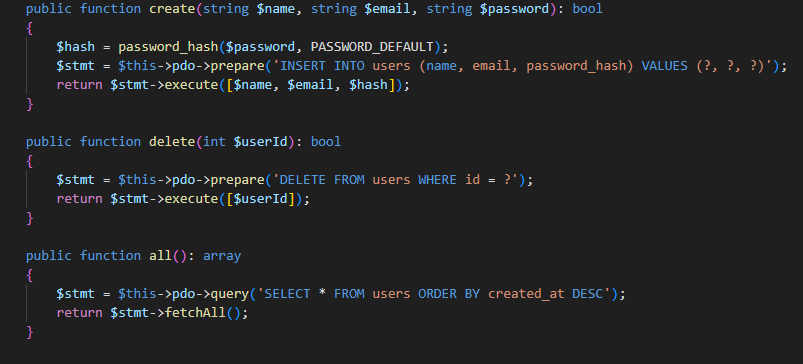 public function create(string $name, string $email, string $password): bool
{
    $hash = password_hash($password, PASSWORD_DEFAULT);
    $stmt = $this->pdo->prepare('INSERT INTO users (name, email, password_hash) VALUES (?, ?, ?)');
    return $stmt->execute([$name, $email, $hash]);
}

public function delete(int $userId): bool
{
    $stmt = $this->pdo->prepare('DELETE FROM users WHERE id = ?');
    return $stmt->execute([$userId]);
}

public function all(): array
{
    $stmt = $this->pdo->query('SELECT * FROM users ORDER BY created_at DESC');
    return $stmt->fetchAll();
}